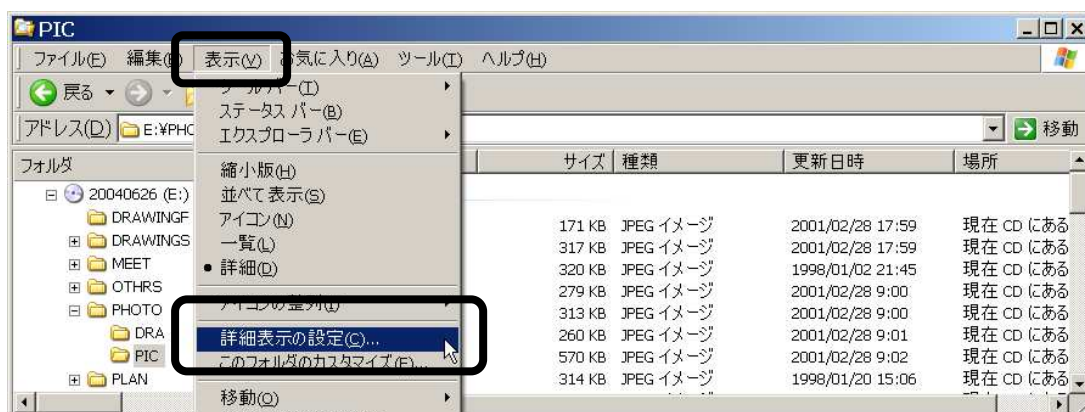 PIC
ファイル(F) 編集(E) 表示(V) お気に入り(A) ツール(T) ヘルプ(H)
戻る
アドレス(D) E:¥PHO 移動
ツールバー(T)
ステータス バー(B)
エクスプローラ バー(E)
縮小版(H)
並べて表示(S)
アイコン(N)
一覧(L)
詳細(D)
アイコンの整列(I)
詳細表示の設定(C)...
このフォルダのカスタマイズ(F)...
移動(O)
フォルダ
20040626 (E:)
DRAWINGF
DRAWINGS
MEET
OTHRS
PHOTO
DRA
PIC
PLAN
サイズ 種類 更新日時 場所
171 KB JPEG イメージ 2001/02/28 17:59 現在 CD にある
317 KB JPEG イメージ 2001/02/28 17:59 現在 CD にある
320 KB JPEG イメージ 1998/01/02 21:45 現在 CD にある
279 KB JPEG イメージ 2001/02/28 9:00 現在 CD にある
313 KB JPEG イメージ 2001/02/28 9:00 現在 CD にある
260 KB JPEG イメージ 2001/02/28 9:01 現在 CD にある
570 KB JPEG イメージ 2001/02/28 9:02 現在 CD にある
314 KB JPEG イメージ 1998/01/20 15:06 現在 CD にある